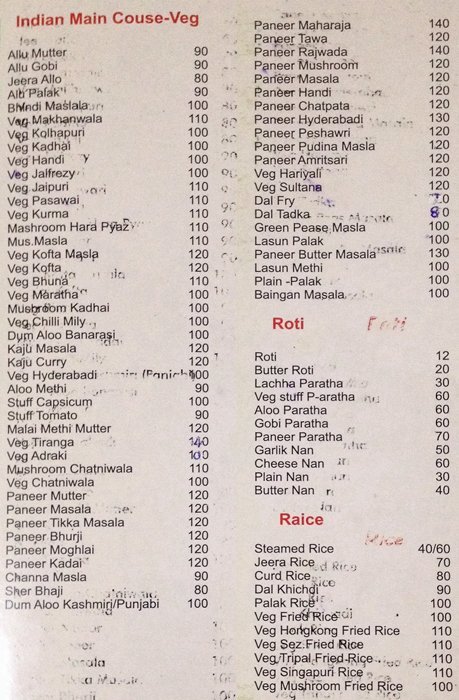 Indian Main Couse-Veg
Allu Mutter 90
Allu Gobi 90
Jeera Allo 80
Alo Palak 90
Bhindi Maslala 100
Veg Makhanwala 110
Veg Kolhapuri 100
Veg Kadhai 100
Veg Handi 100
Veg Jalfrezy 100
Veg Jaipuri 110
Veg Pasawai 110
Veg Kurma 110
Mashroom Hara Pyaz 110
Mus.Masla 110
Veg Kofta Masla 120
Veg Kofta 120
Veg Bhuna 110
Veg Maratha 100
Mushroom Kadhai 100
Veg Chilli Mily 100
Dum Aloo Banarasi 100
Kaju Masala 120
Kaju Curry 120
Veg Hyderabadi 100
Aloo Methi 90
Stuff Capsicum 100
Stuff Tomato 90
Malai Methi Mutter 120
Veg Tiranga 140
Veg Adraki 110
Mushroom Chatniwala 110
Veg Chatniwala 100
Paneer Mutter 120
Paneer Masala 120
Paneer Tikka Masala 120
Paneer Bhurji 120
Paneer Moghlai 120
Paneer Kadai 120
Channa Masla 90
Sher Bhaji 80
Dum Aloo Kashmiri/Punjabi 100
Paneer Maharaja 140
Paneer Tawa 120
Paneer Rajwada 140
Paneer Mushroom 120
Paneer Masala 120
Paneer Handi 120
Paneer Chatpata 120
Paneer Hyderabadi 130
Paneer Peshawri 120
Paneer Pudina Masla 120
Paneer Amritsari 120
Veg Hariyali 120
Veg Sultana 120
Dal Fry
Dal Tadka
Green Pease Masla 100
Lasun Palak 100
Paneer Butter Masala 130
Lasun Methi 100
Plain -Palak 100
Baingan Masala 100
Roti
Roti 12
Butter Roti 20
Lachha Paratha 30
Veg stuff P-aratha 60
Aloo Paratha 60
Gobi Paratha 60
Paneer Paratha 70
Garlik Nan 50
Cheese Nan 60
Plain Nan 30
Butter Nan 40
Raice
Steamed Rice 40/60
Jeera Rice 70
Curd Rice 80
Dal Khichdi 90
Palak Rice 100
Veg Fried Rice 100
Veg Hongkong Fried Rice 110
Veg Sez.Fried Rice 110
Veg Tripal Fried Rice 110
Veg Singapuri Rice 110
Veg Mushroom Fried Rice 100